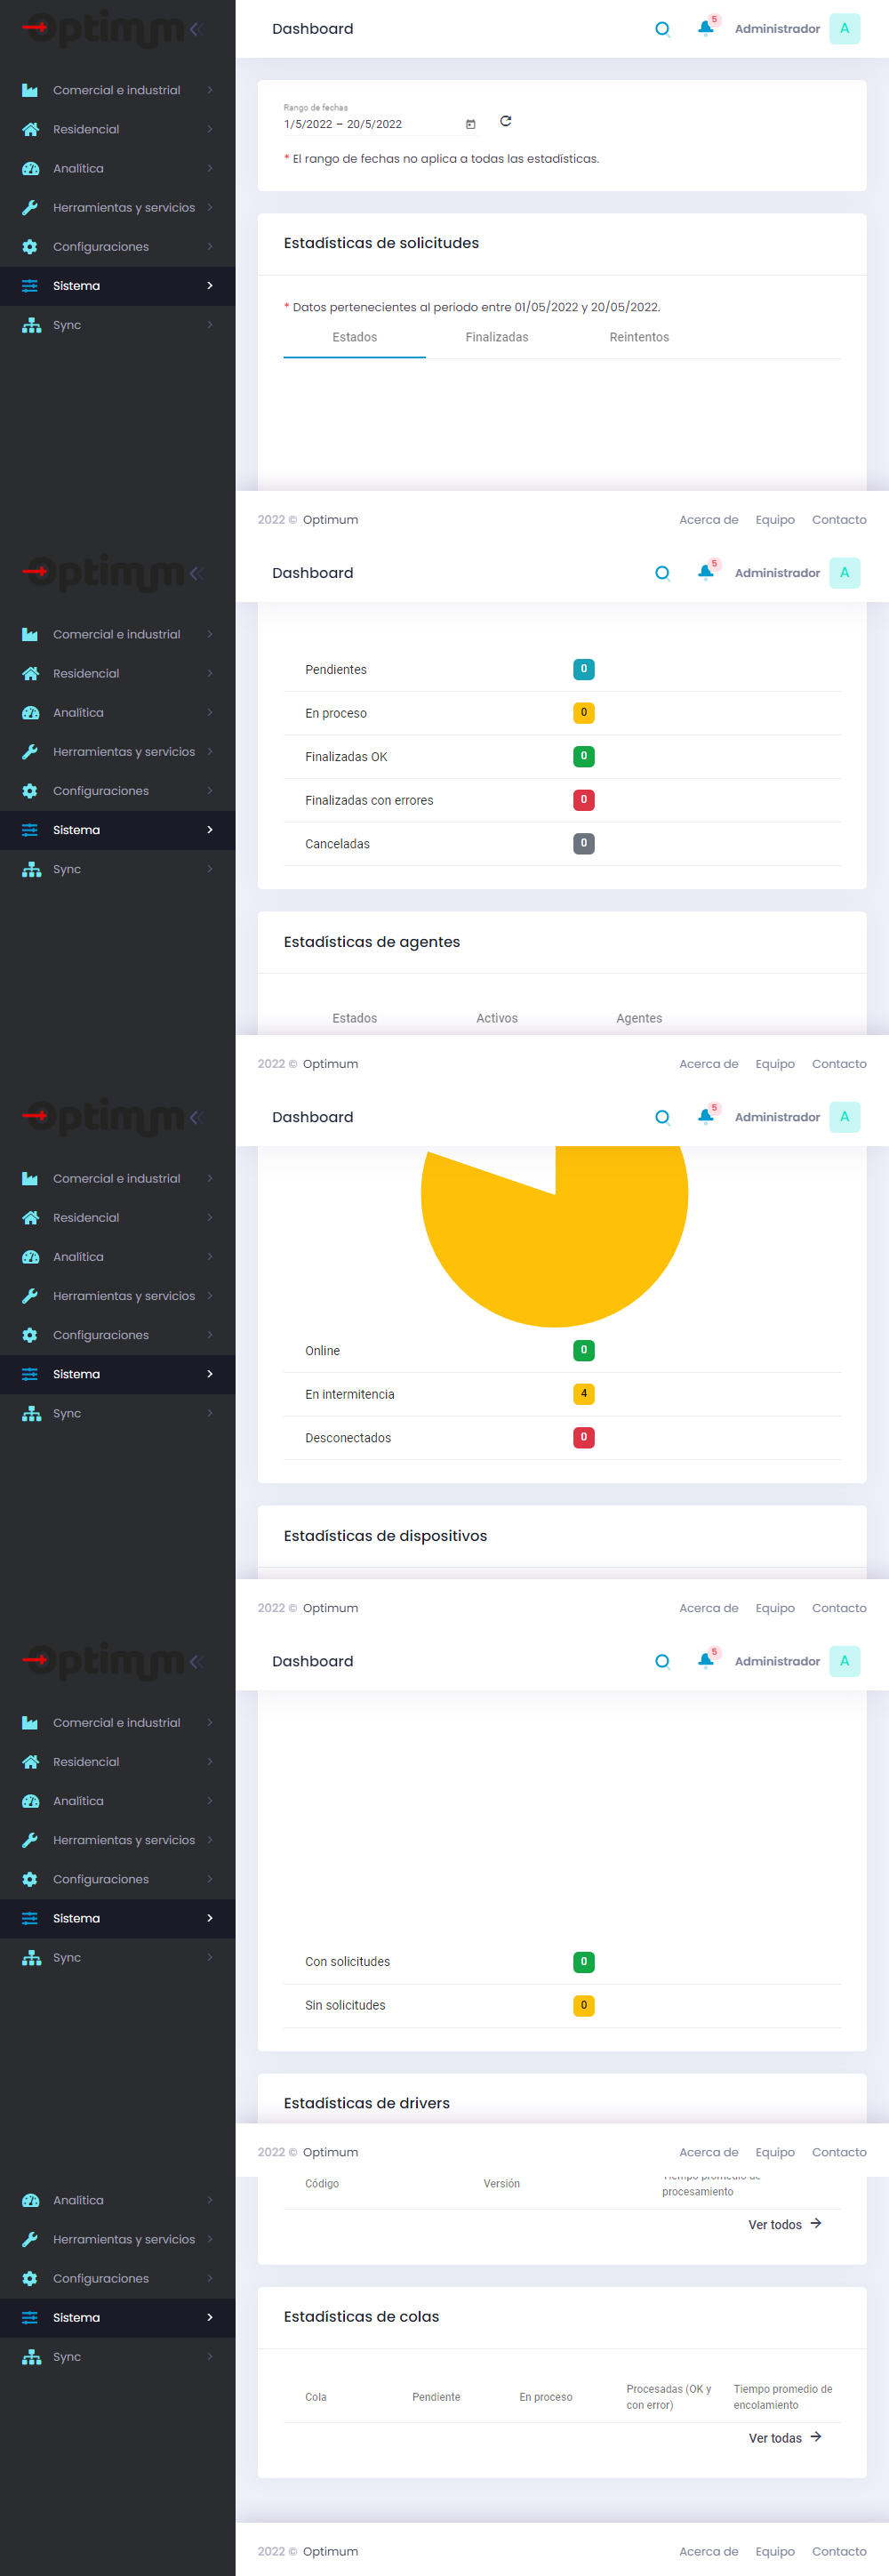 Optimum
Dashboard
5
Administrador
A
Comercial e industrial
Residencial
Analítica
Herramientas y servicios
Configuraciones
Sistema
Sync
Rango de fechas
1/5/2022 – 20/5/2022
* El rango de fechas no aplica a todas las estadísticas.
Estadísticas de solicitudes
* Datos pertenecientes al periodo entre 01/05/2022 y 20/05/2022.
Estados Finalizadas Reintentos
2022 © Optimum
Acerca de Equipo Contacto
Optimum
Dashboard
5
Administrador
A
Comercial e industrial
Residencial
Analítica
Herramientas y servicios
Configuraciones
Sistema
Sync
Pendientes 0
En proceso 0
Finalizadas OK 0
Finalizadas con errores 0
Canceladas 0
Estadísticas de agentes
Estados Activos Agentes
2022 © Optimum
Acerca de Equipo Contacto
Optimum
Dashboard
5
Administrador
A
Comercial e industrial
Residencial
Analítica
Herramientas y servicios
Configuraciones
Sistema
Sync
Online 0
En intermitencia 4
Desconectados 0
Estadísticas de dispositivos
2022 © Optimum
Acerca de Equipo Contacto
Optimum
Dashboard
5
Administrador
A
Comercial e industrial
Residencial
Analítica
Herramientas y servicios
Configuraciones
Sistema
Sync
Con solicitudes 0
Sin solicitudes 0
Estadísticas de drivers
2022 © Optimum
Acerca de Equipo Contacto
Analítica
Herramientas y servicios
Configuraciones
Sistema
Sync
Código Versión Tiempo promedio de
procesamiento
Ver todos
Estadísticas de colas
Cola Pendiente En proceso Procesadas (OK y
con error) Tiempo promedio de
encolamiento
Ver todas
2022 © Optimum
Acerca de Equipo Contacto